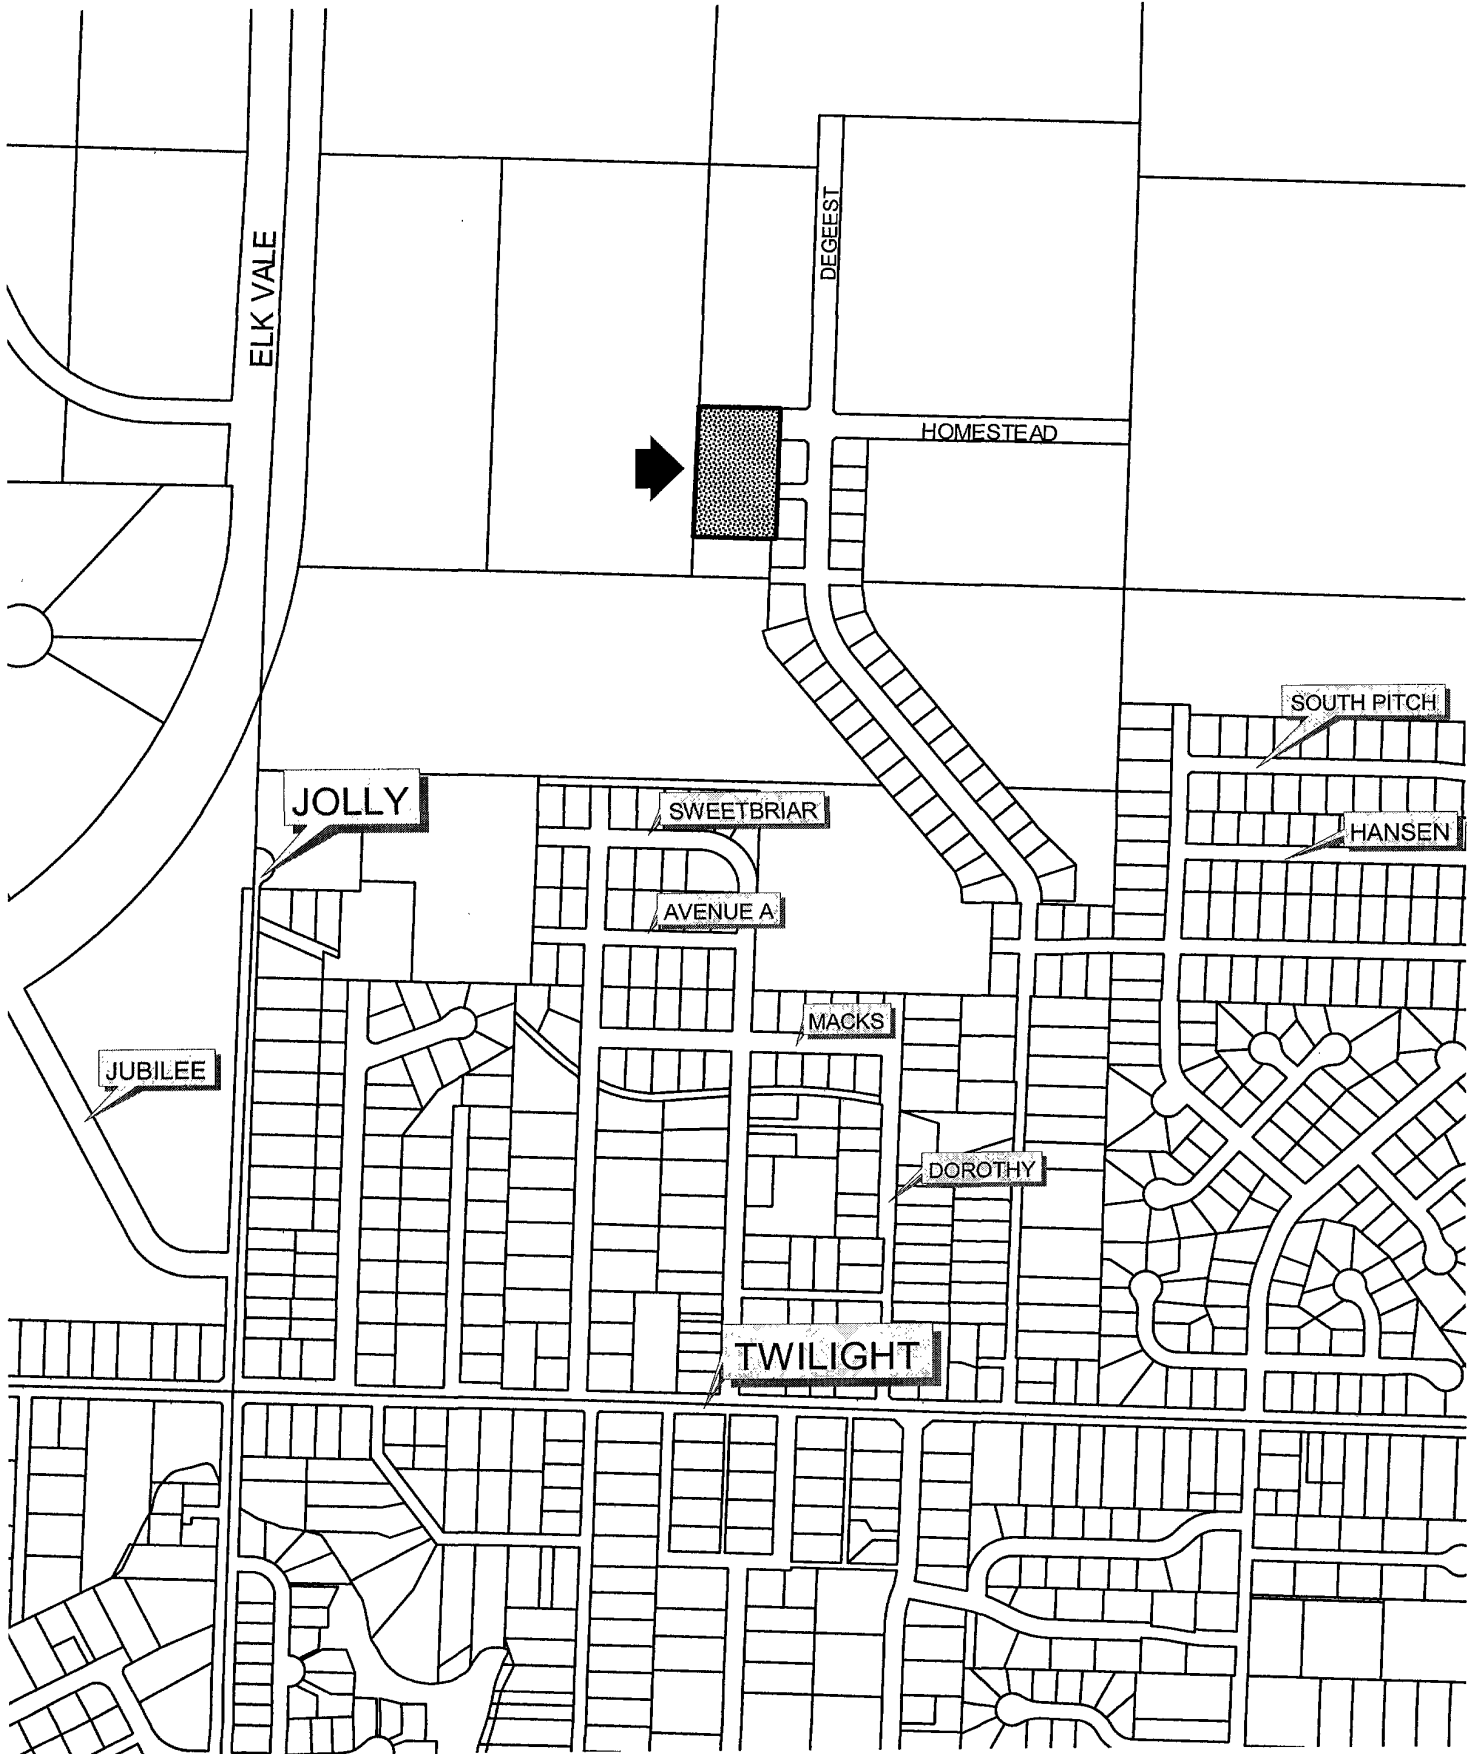 DEGEEST
ELK VALE
HOMESTEAD
SOUTH PITCH
JOLLY
SWEETBRIAR
HANSEN
AVENUE A
MACKS
JUBILEE
DOROTHY
TWILIGHT